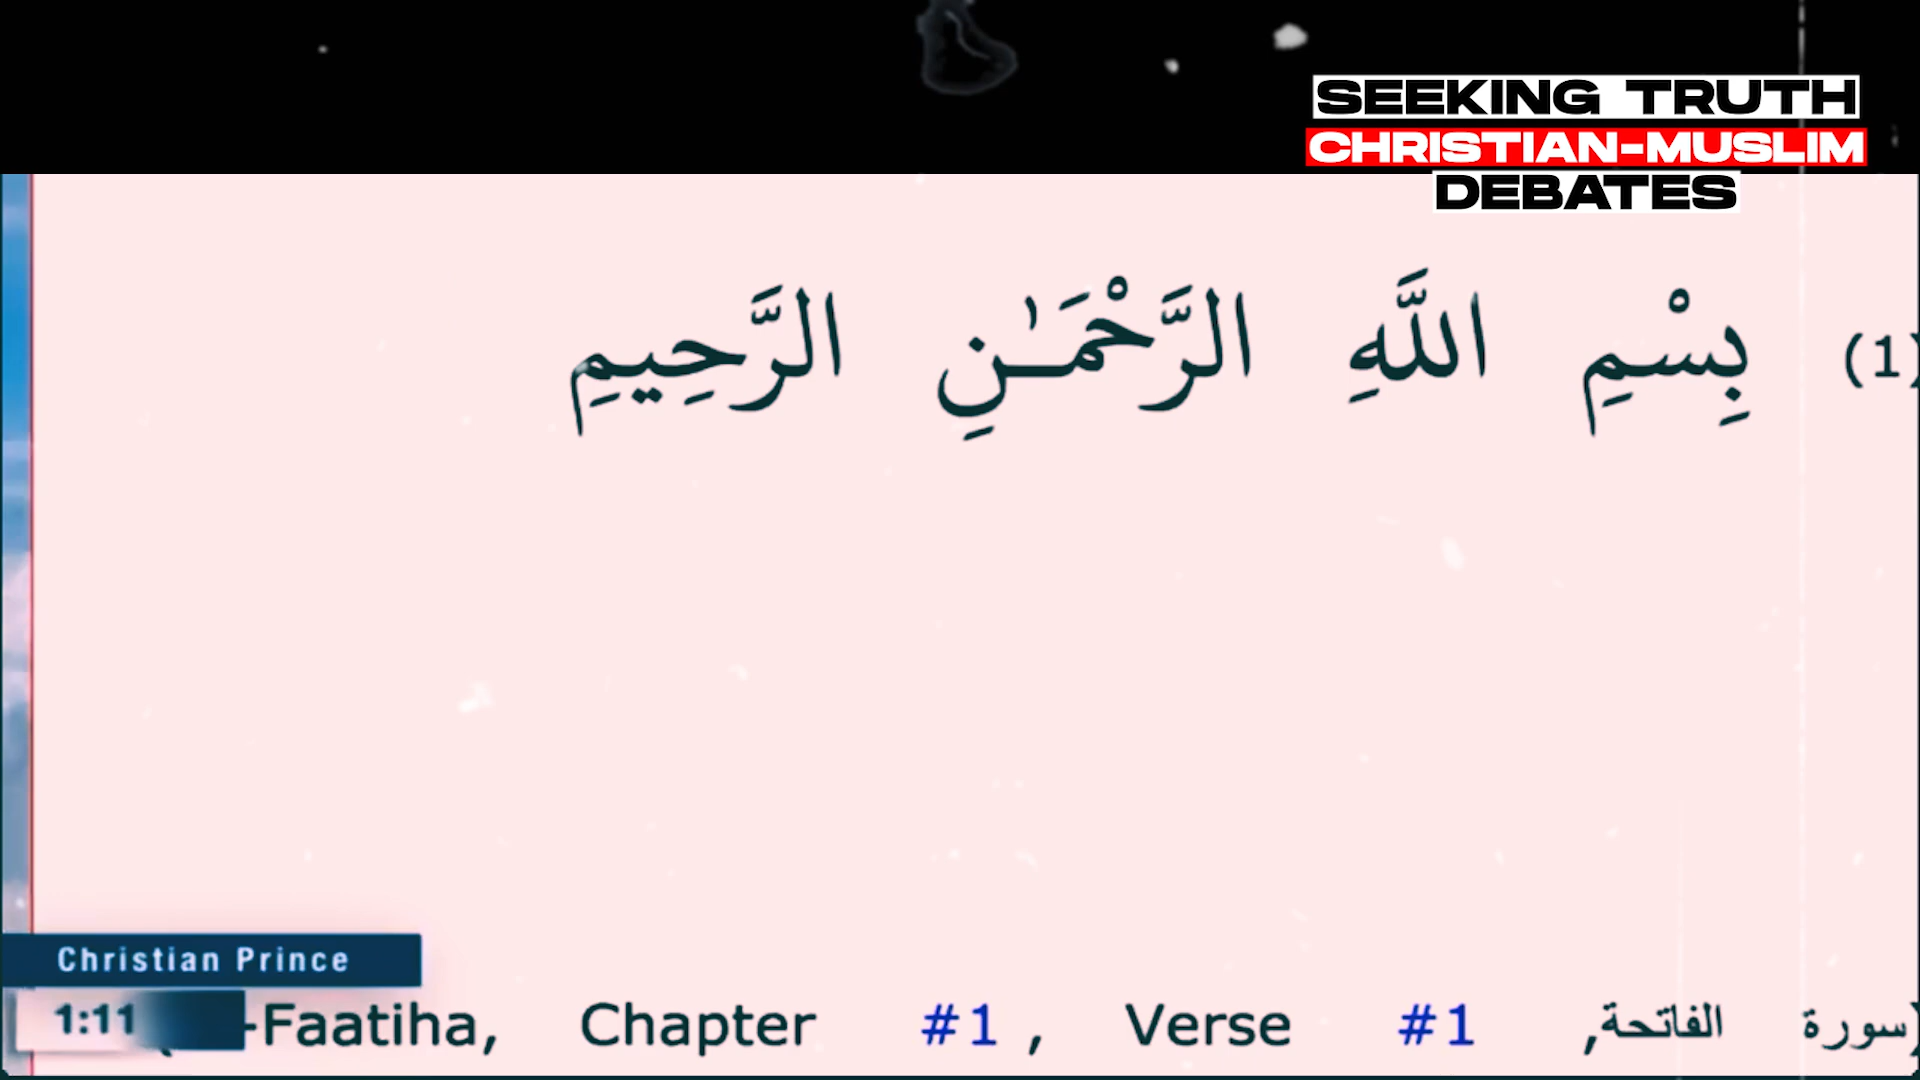 SEEKING TRUTH
CHRISTIAN-MUSLIM
DEBATES
(1) بِسْمِ اللَّهِ الرَّحْمَـٰنِ الرَّحِيمِ
Christian Prince
1:11
-Faatiha, Chapter #1, Verse #1 ,سورة الفاتحة)